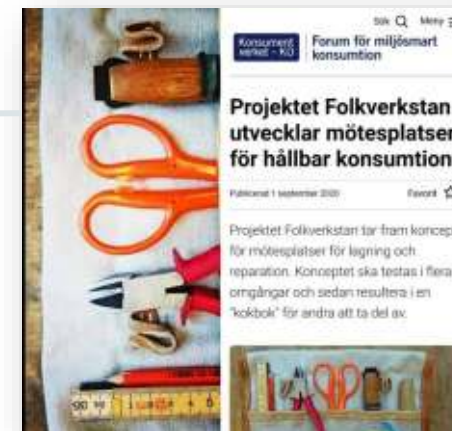 Sök Meny
Konsument
verket - KO
Forum för miljösmart
konsumtion
Projektet Folkverkstan
utvecklar mötesplatser
för hållbar konsumtion
Publicerat 1 september 2020 Favorit
Projektet Folkverkstan tar fram koncep
för mötesplatser för lagning och
reparation. Konceptet ska testas i flera
omgångar och sedan resultera i en
"kokbok" för andra att ta del av.